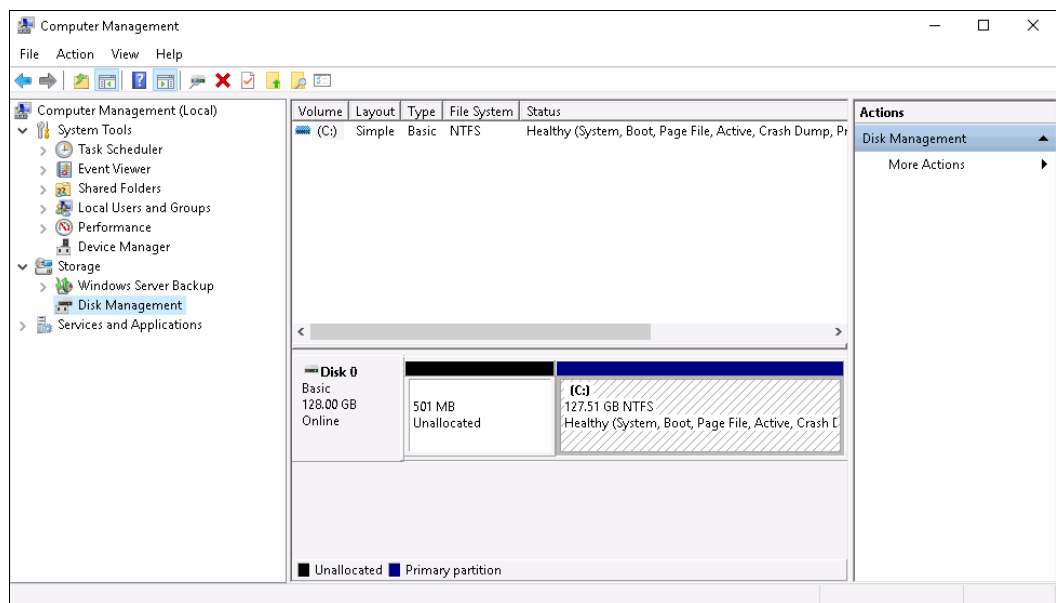 Computer Management
File Action View Help
Computer Management (Local)
System Tools
Task Scheduler
Event Viewer
Shared Folders
Local Users and Groups
Performance
Device Manager
Storage
Windows Server Backup
Disk Management
Services and Applications
Volume Layout Type File System Status
(C:) Simple Basic NTFS Healthy (System, Boot, Page File, Active, Crash Dump, Pr
Disk 0
Basic
128.00 GB
Online
501 MB
Unallocated
(C:)
127.51 GB NTFS
Healthy (System, Boot, Page File, Active, Crash D
Unallocated Primary partition
Actions
Disk Management
More Actions